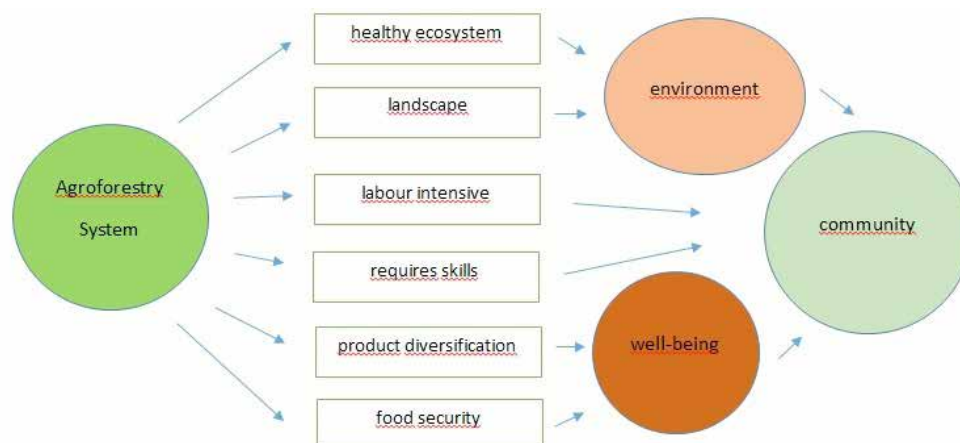 Agroforestry
System
healthy ecosystem
landscape
labour intensive
requires skills
product diversification
food security
environment
well-being
community